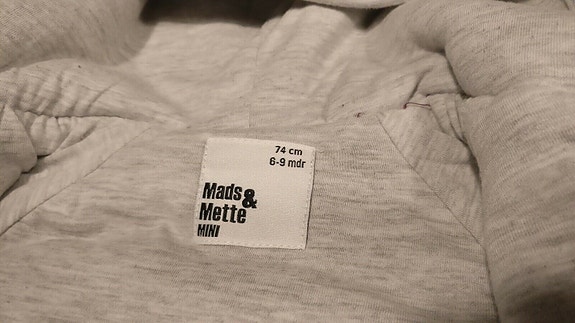 74 cm
6-9 mdr
Mads &
Mette
MINI